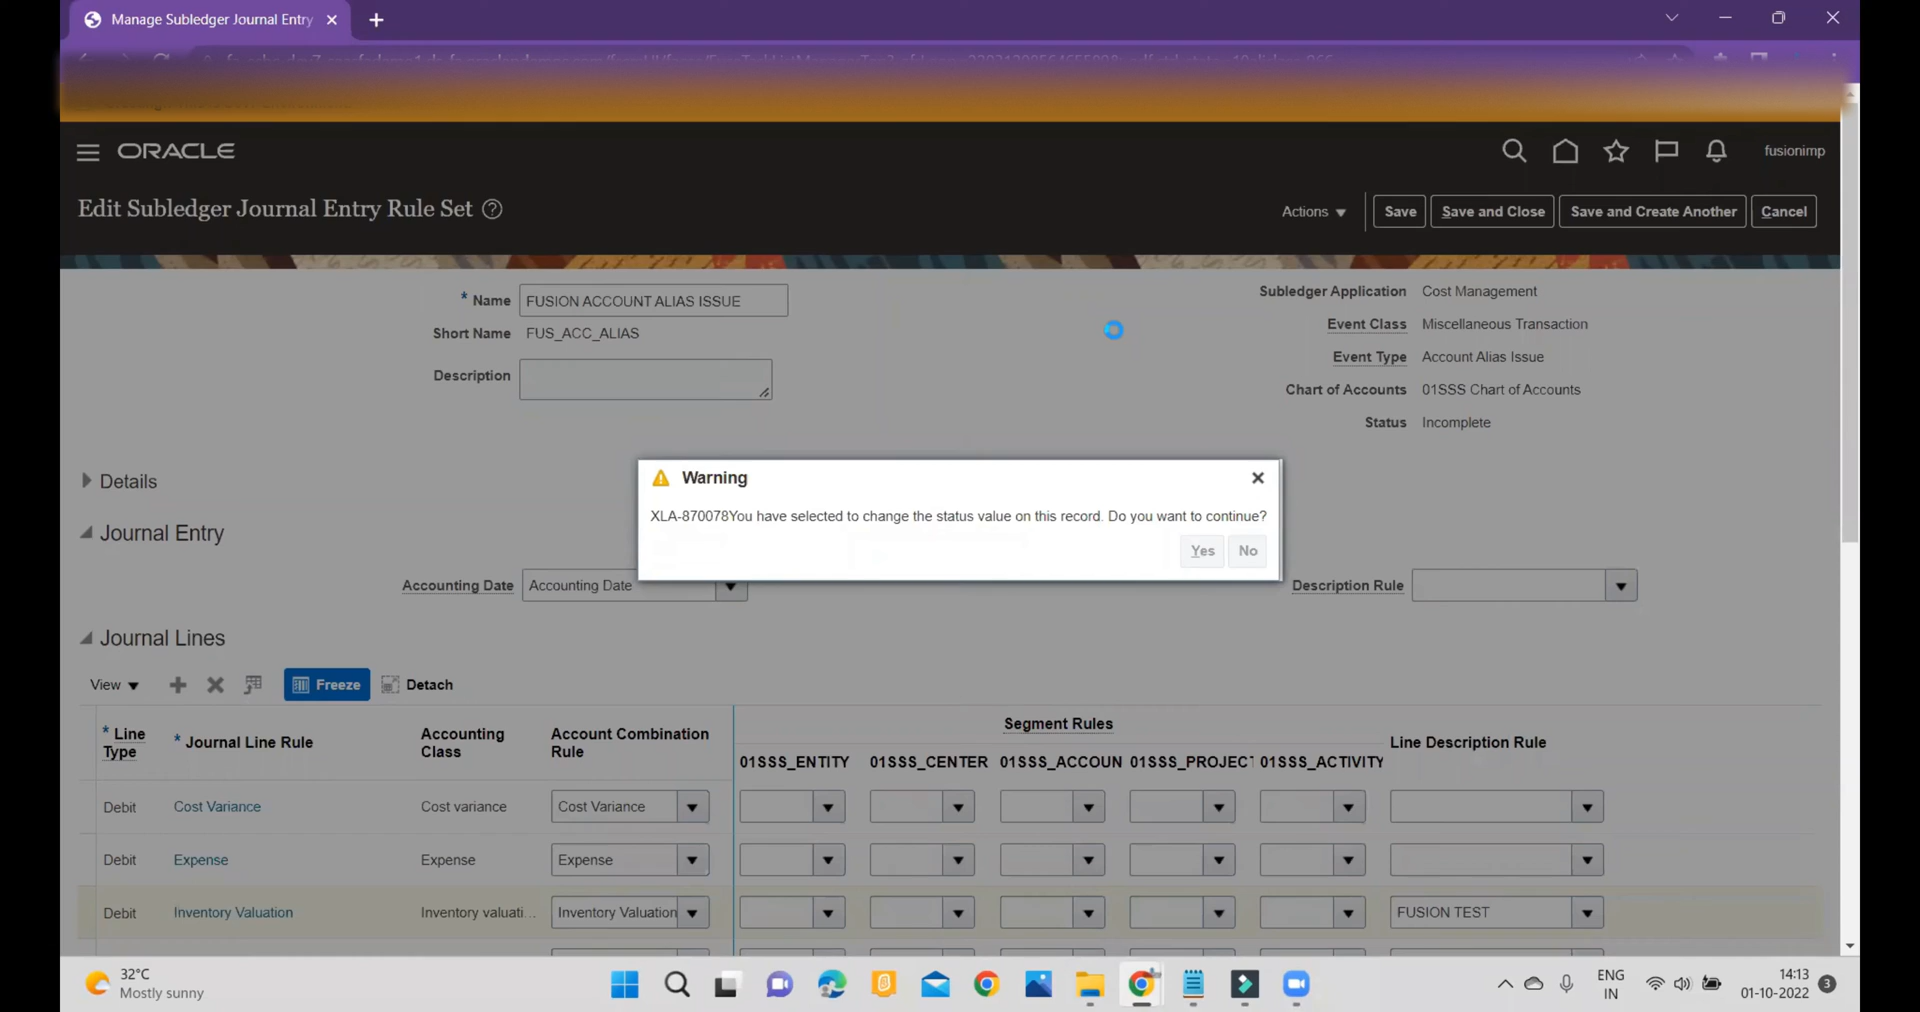 Manage Subledger Journal Entry
ORACLE
fusionimp
Edit Subledger Journal Entry Rule Set
Actions
Save
Save and Close
Save and Create Another
Cancel
* Name FUSION ACCOUNT ALIAS ISSUE
Short Name FUS_ACC_ALIAS
Description
Subledger Application Cost Management
Event Class Miscellaneous Transaction
Event Type Account Alias Issue
Chart of Accounts 01SSS Chart of Accounts
Status Incomplete
Details
Warning
XLA-870078You have selected to change the status value on this record. Do you want to continue?
Yes No
Journal Entry
Accounting Date Accounting Date
Description Rule
Journal Lines
View Freeze Detach
* Line Type
* Journal Line Rule
Accounting Class
Account Combination Rule
Segment Rules
01SSS_ENTITY 01SSS_CENTER 01SSS_ACCOUN 01SSS_PROJECT 01SSS_ACTIVITY
Line Description Rule
Debit Cost Variance Cost variance Cost Variance
Debit Expense Expense Expense
Debit Inventory Valuation Inventory valuati... Inventory Valuation FUSION TEST
32°C
Mostly sunny
ENG
IN
14:13
01-10-2022
3